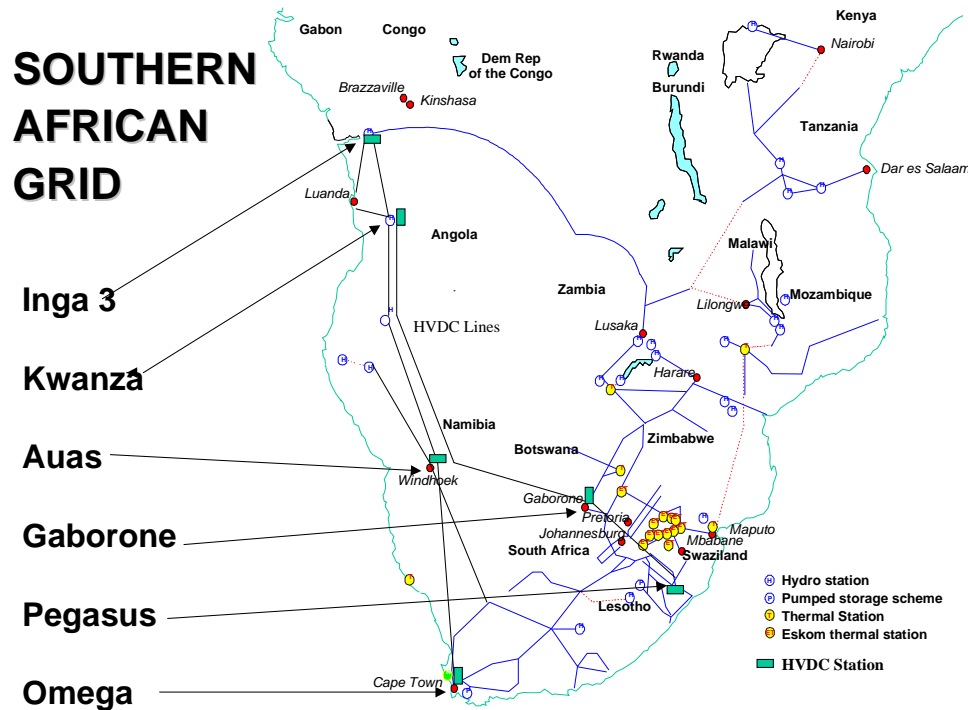 SOUTHERN
AFRICAN
GRID
Gabon
Congo
Kenya
Nairobi
Dem Rep
of the Congo
Rwanda
Brazzaville
Kinshasa
Burundi
Tanzania
Dar es Salaam
Luanda
Angola
Malawi
Inga 3
Zambia
Lilongwe
Mozambique
HVDC Lines
Lusaka
Kwanza
Harare
Namibia
Zimbabwe
Botswana
Auas
Windhoek
Gaborone
Gaborone
Pretoria
Johannesburg
Maputo
Mbabane
South Africa
Swaziland
Pegasus
Lesotho
H Hydro station
P Pumped storage scheme
T Thermal Station
ET Eskom thermal station
HVDC Station
Omega
Cape Town